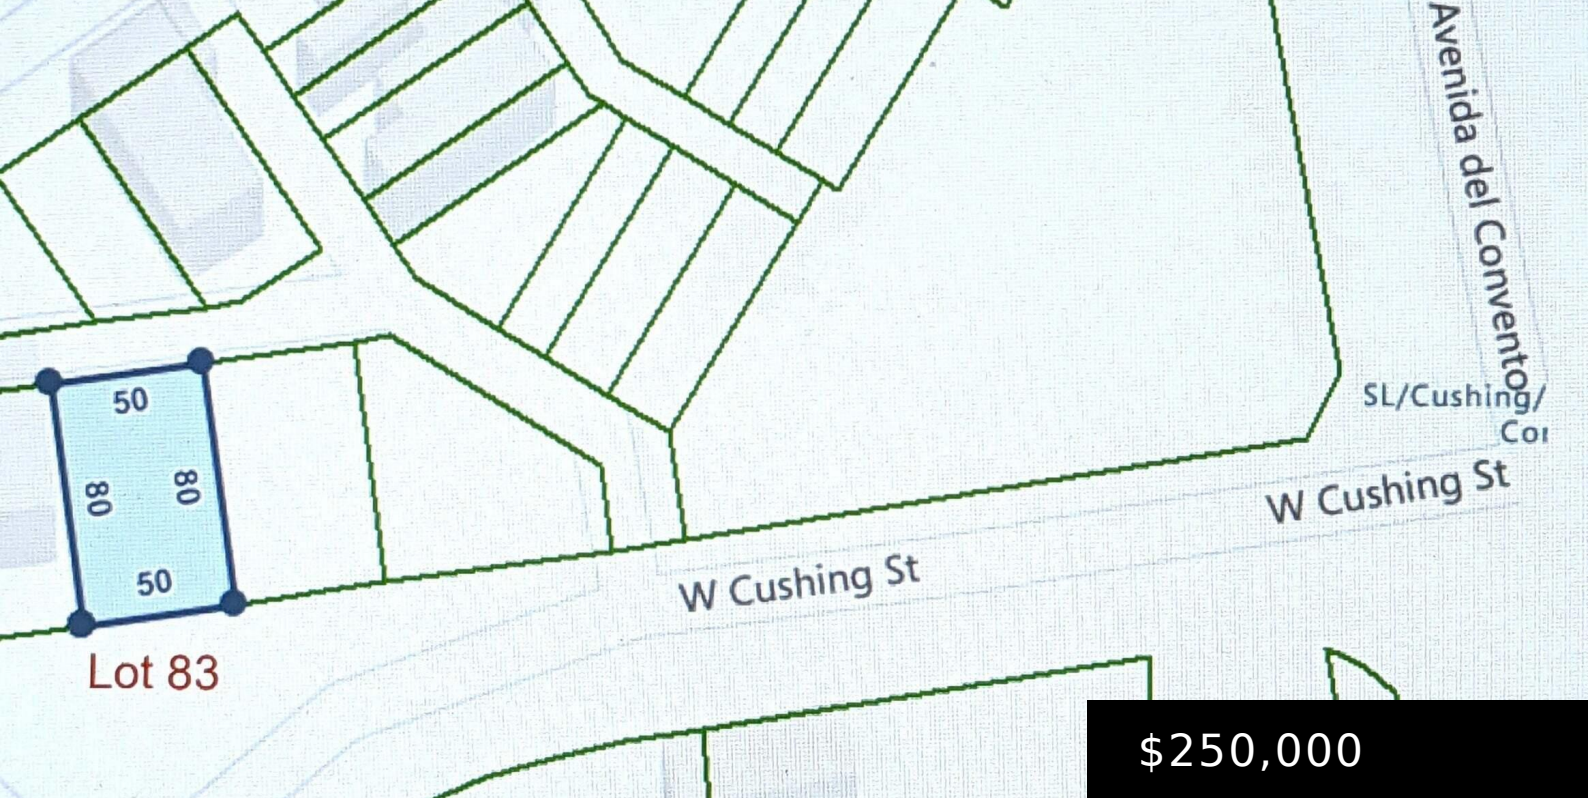 Avenida del Convento
50
80
80
50
SL/Cushing/
W Cushing St
W Cushing St
Lot 83
$250,000